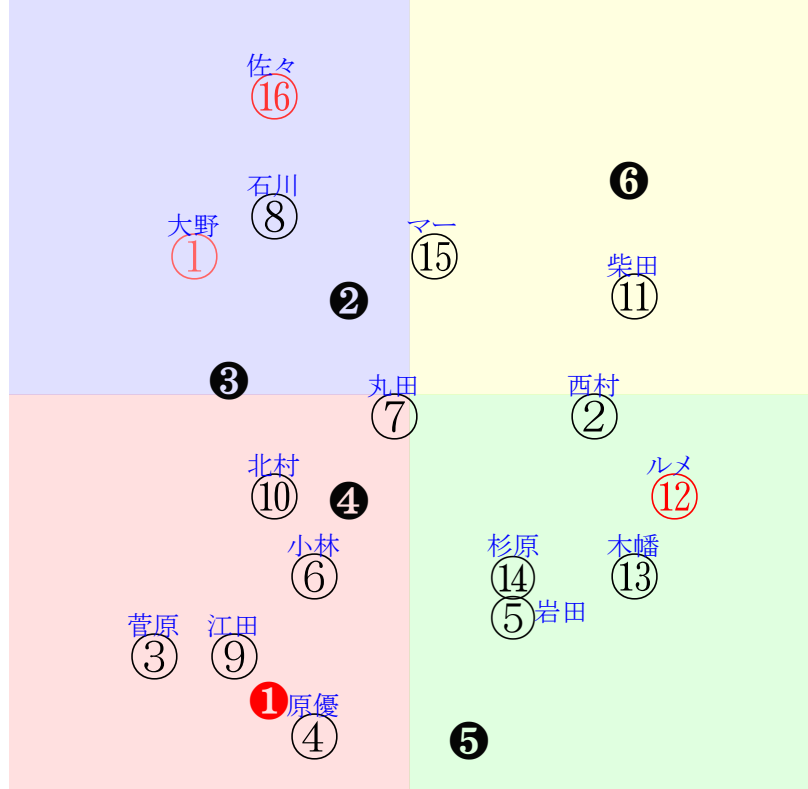 佐々
⑯
❻
石川
⑧
大野
①
マー
⑮
柴田
⑪
❷
❸
丸田
⑦
西村
②
北村
⑩
❹
ルメ
⑫
小林
⑥
杉原
⑭
木幡
⑬
⑤
岩田
菅原
③
江田
⑨
❶
原優
④
❺